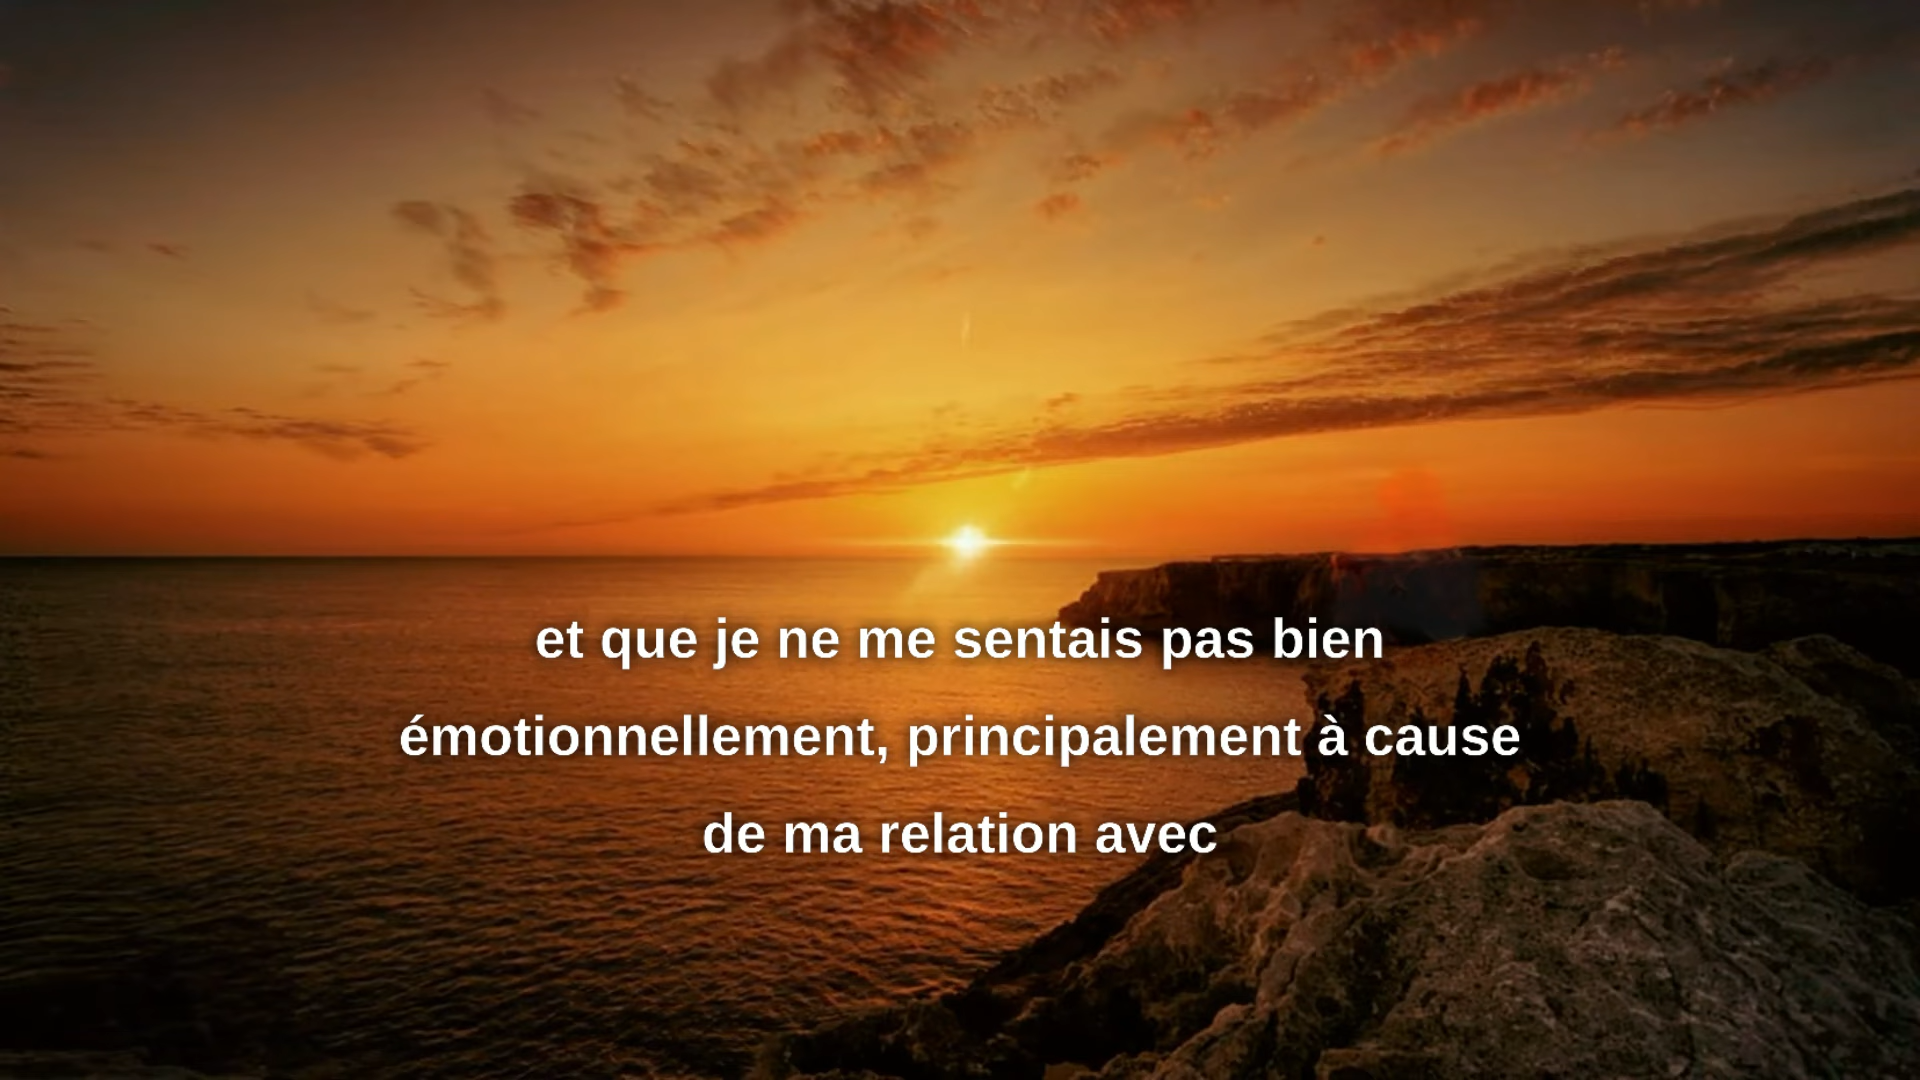 et que je ne me sentais pas bien
émotionnellement, principalement à cause
de ma relation avec